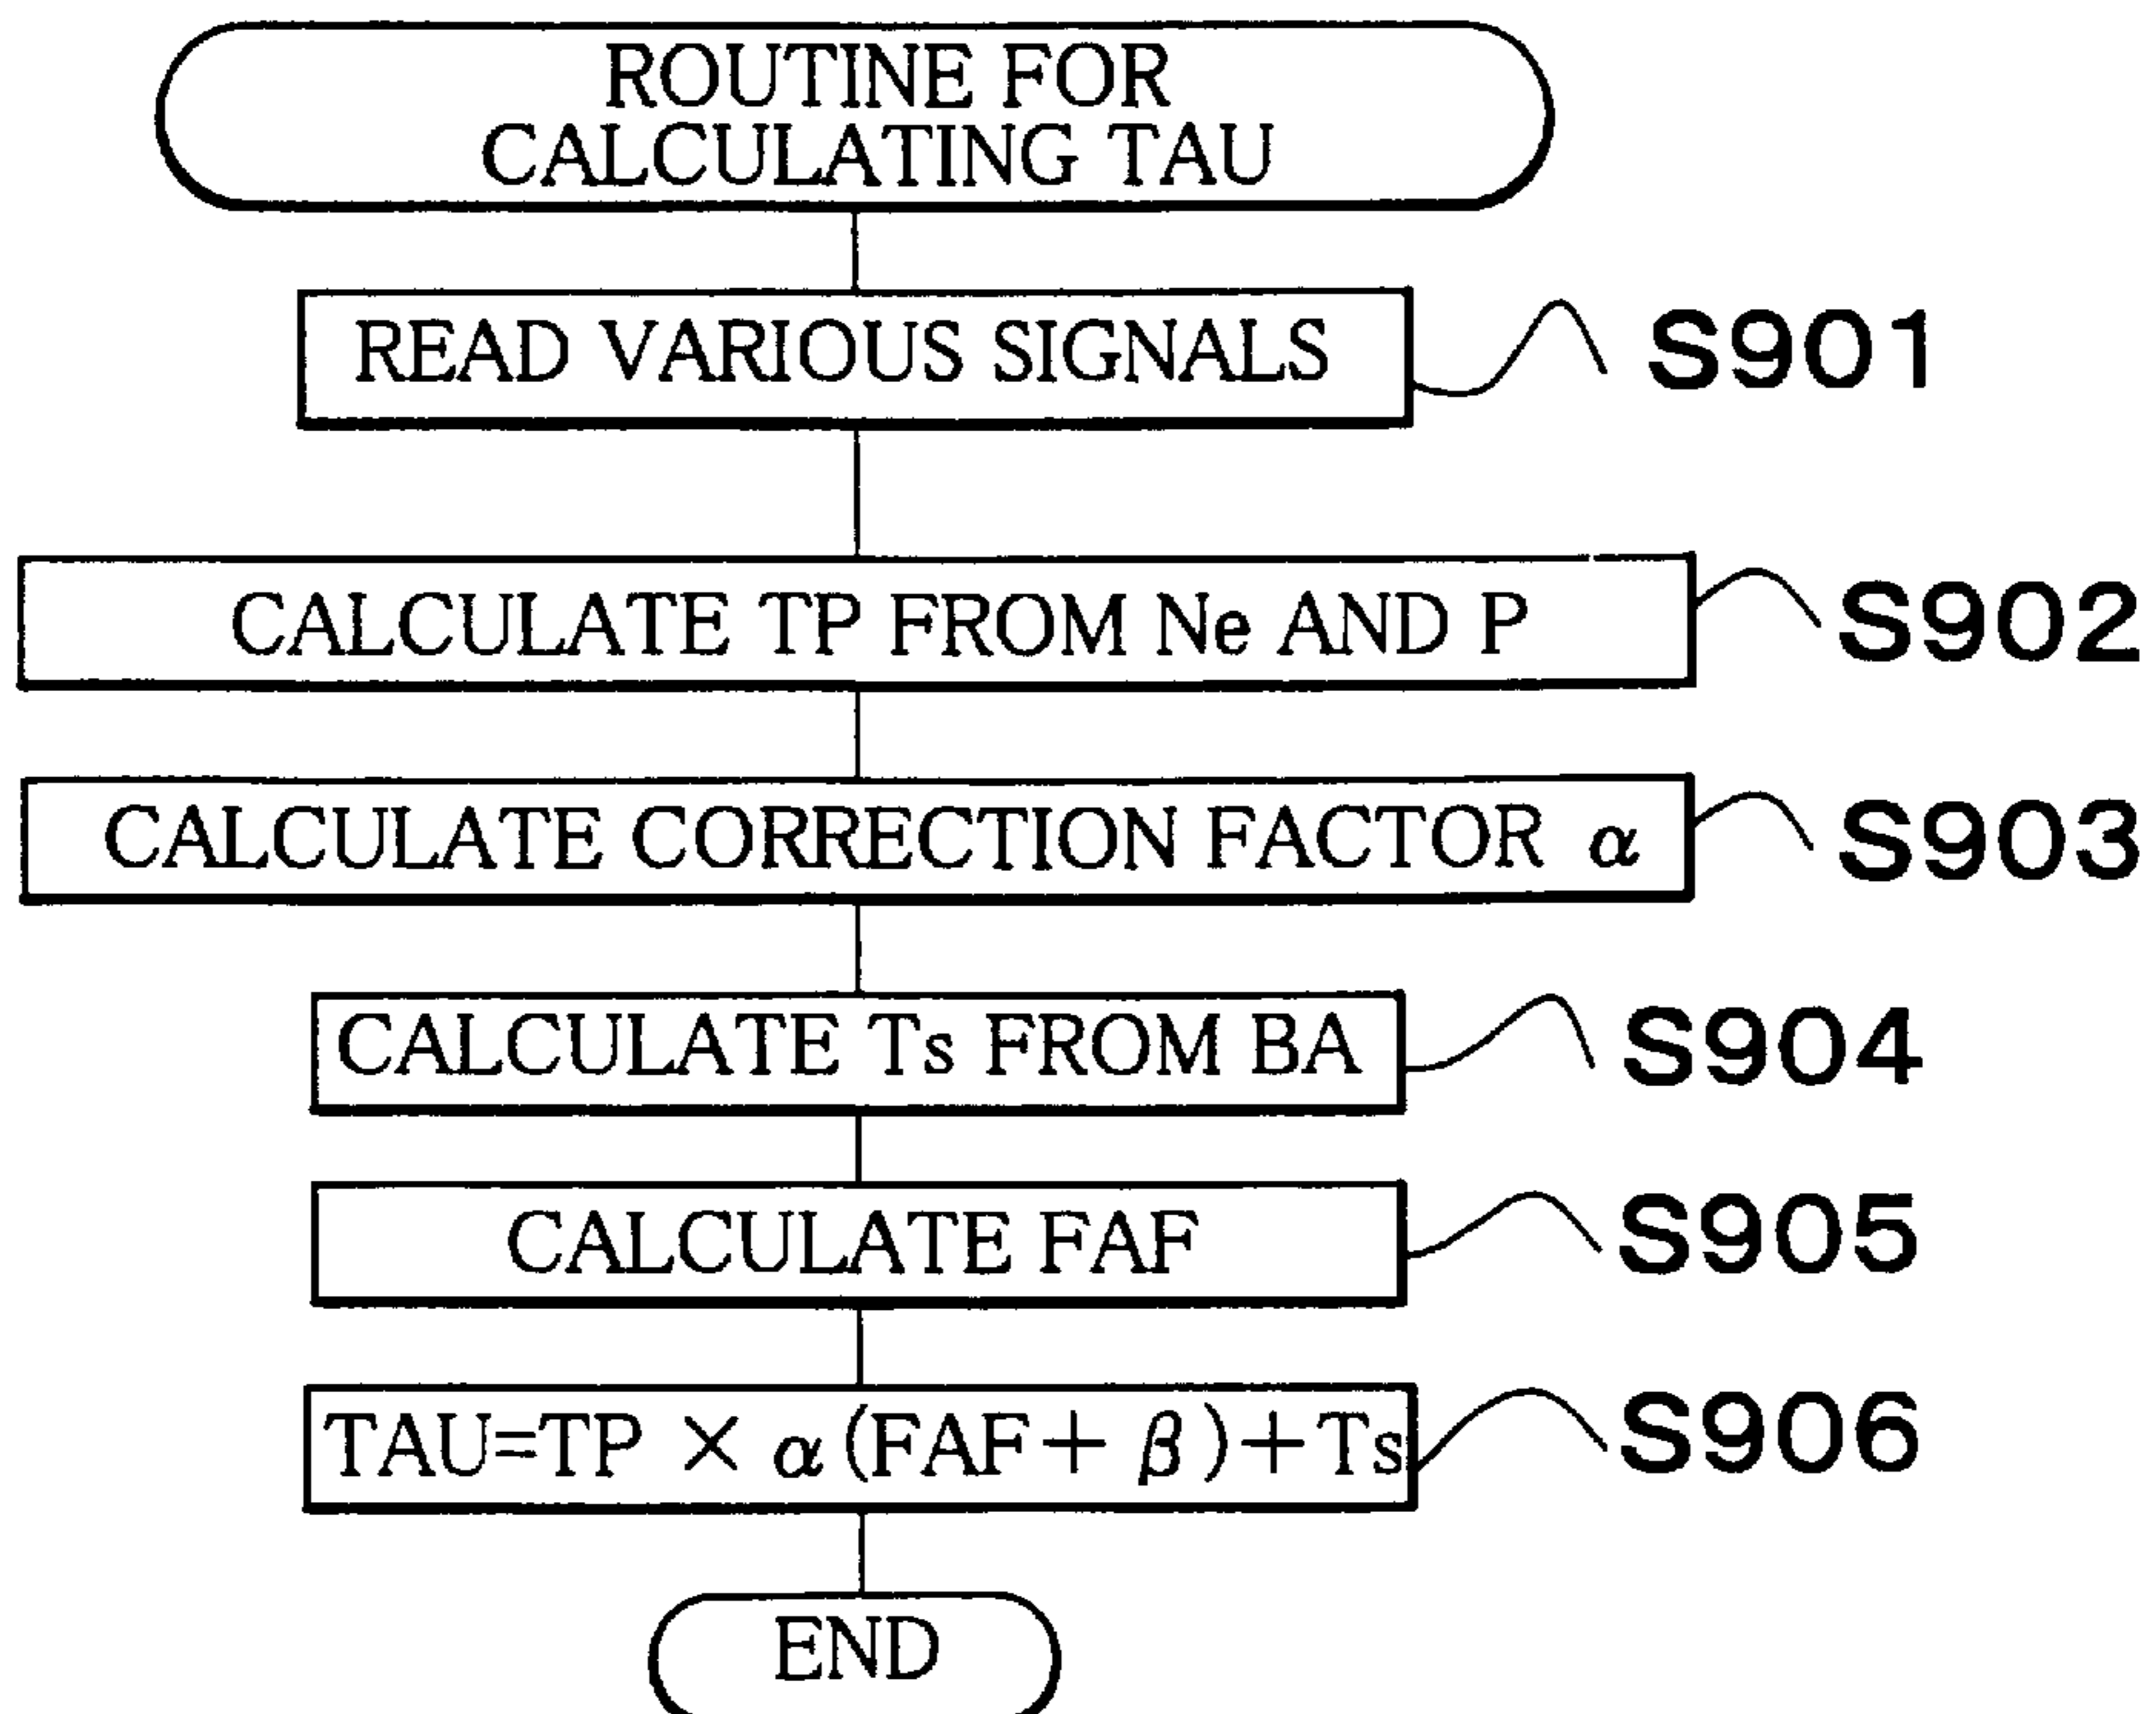 ROUTINE FOR
CALCULATING TAU
READ VARIOUS SIGNALS
S901
CALCULATE TP FROM Ne AND P
S902
CALCULATE CORRECTION FACTOR α
S903
CALCULATE Ts FROM BA
S904
CALCULATE FAF
S905
TAU=TP × α(FAF+β)+Ts
S906
END